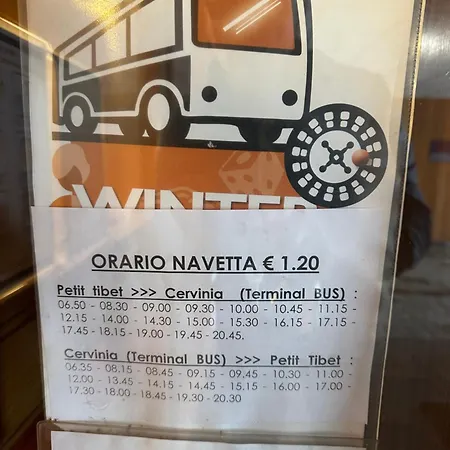 WINTER
ORARIO NAVETTA € 1.20
Petit tibet >>> Cervinia (Terminal BUS) :
06.50 - 08.30 - 09.00 - 09.30 - 10.00 - 10.45 - 11.15 -
12.15 - 14.00 - 14.30 - 15.00 - 15.30 - 16.15 - 17.15 -
17.45 - 18.15 - 19.00 - 19.45 - 20.45.
Cervinia (Terminal BUS) >>> Petit Tibet :
06.35 - 08.15 - 08.45 - 09.15 - 09,45 - 10.30 - 11.00 -
12.00 - 13.45 - 14.15 - 14.45 - 15.15 - 16.00 - 17.00 -
17.30 - 18.00 - 18.45 - 19.30 - 20.30